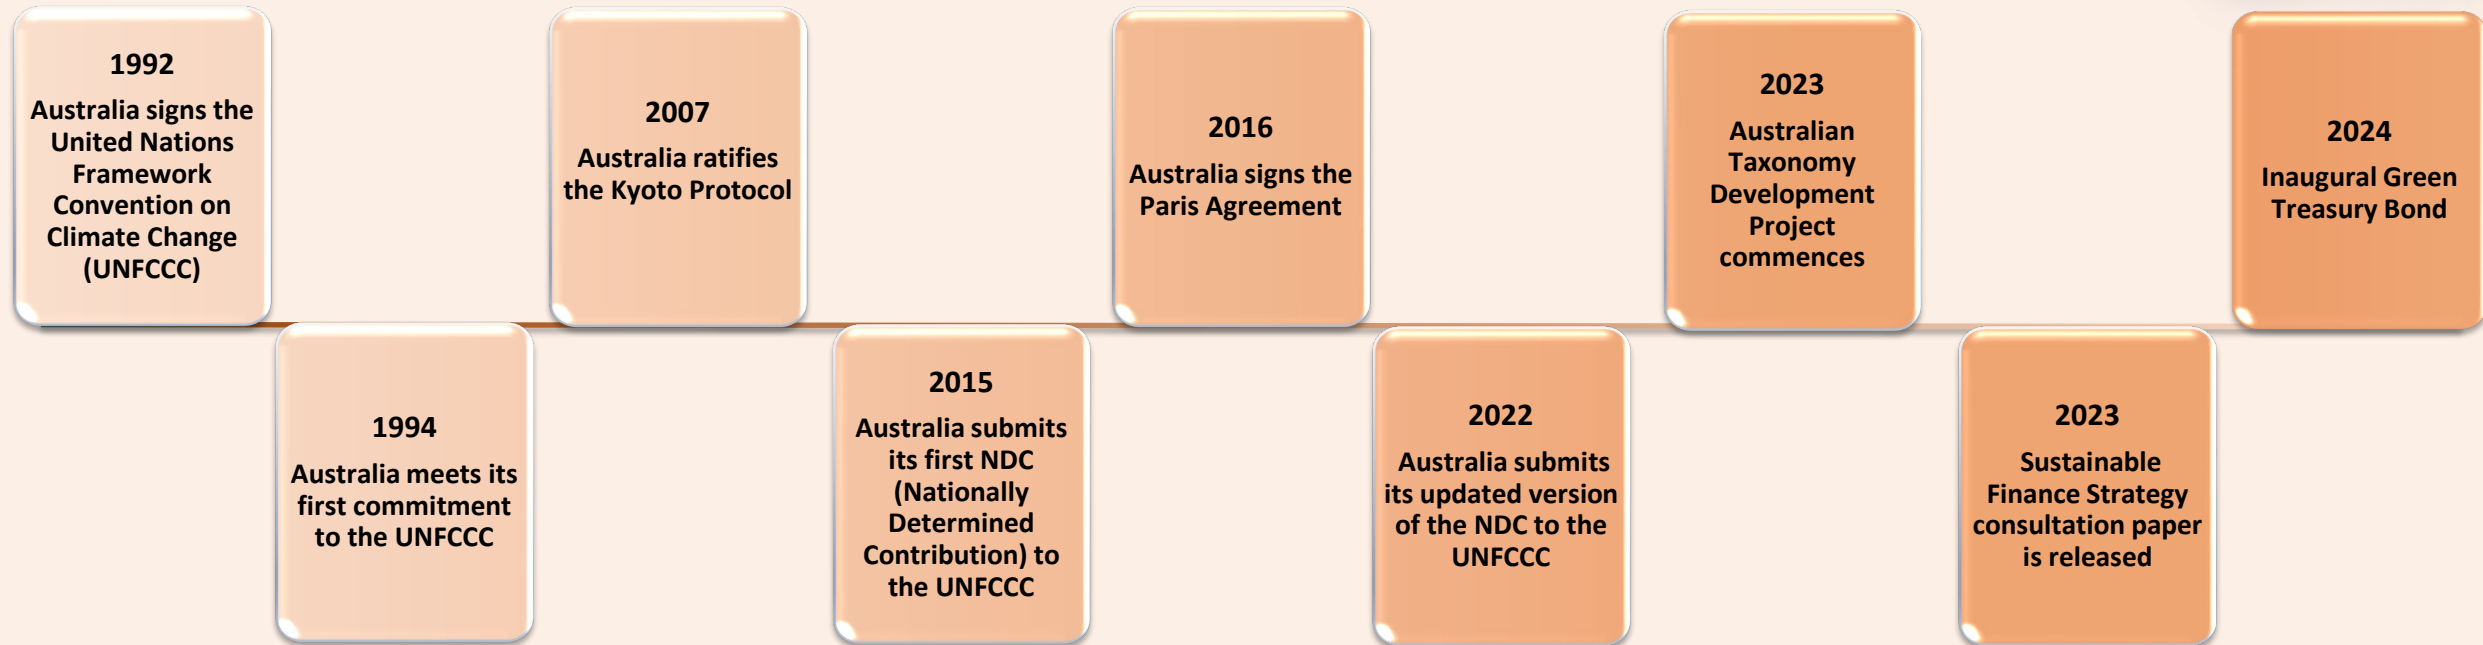 1992
Australia signs the
United Nations
Framework
Convention on
Climate Change
(UNFCCC)
1994
Australia meets its
first commitment
to the UNFCCC
2007
Australia ratifies
the Kyoto Protocol
2015
Australia submits
its first NDC
(Nationally
Determined
Contribution) to
the UNFCCC
2016
Australia signs the
Paris Agreement
2022
Australia submits
its updated version
of the NDC to the
UNFCCC
2023
Australian
Taxonomy
Development
Project
commences
2023
Sustainable
Finance Strategy
consultation paper
is released
2024
Inaugural Green
Treasury Bond